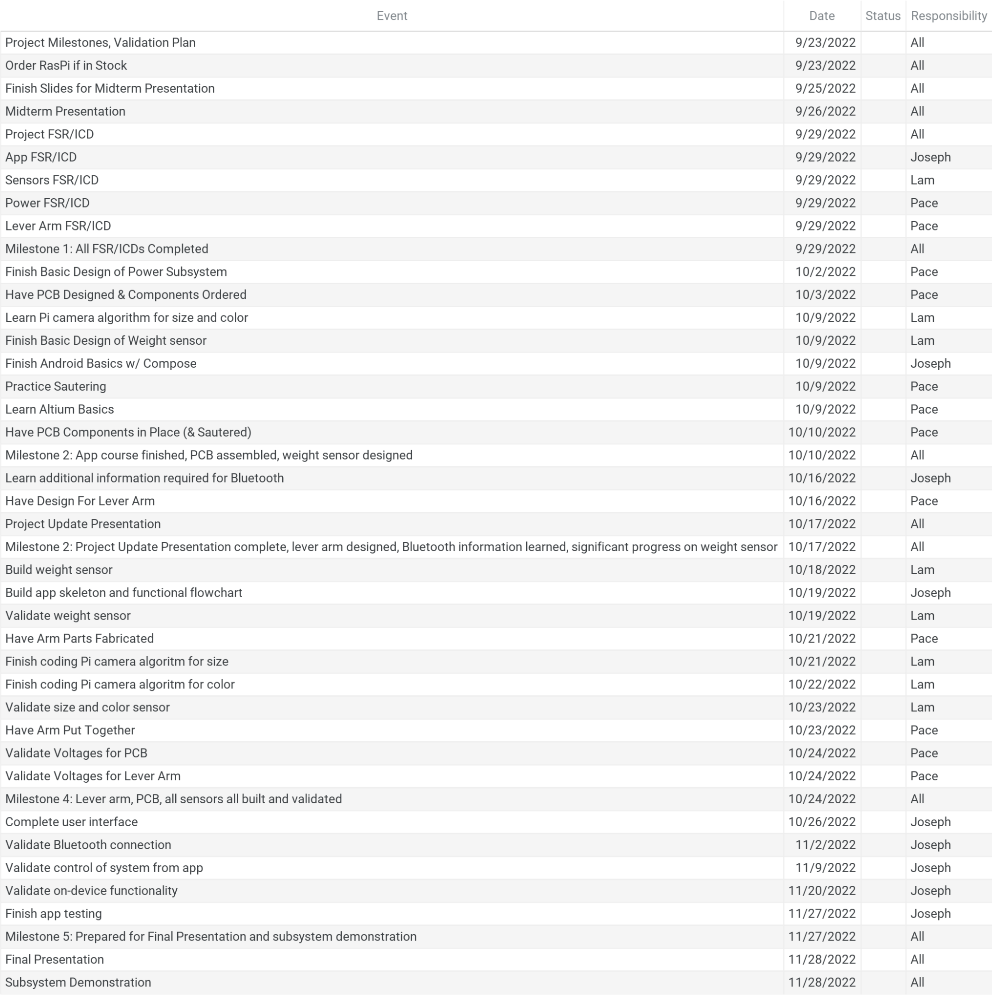 Event Date Status Responsibility
Project Milestones, Validation Plan 9/23/2022 All
Order RasPi if in Stock 9/23/2022 All
Finish Slides for Midterm Presentation 9/25/2022 All
Midterm Presentation 9/26/2022 All
Project FSR/ICD 9/29/2022 All
App FSR/ICD 9/29/2022 Joseph
Sensors FSR/ICD 9/29/2022 Lam
Power FSR/ICD 9/29/2022 Pace
Lever Arm FSR/ICD 9/29/2022 Pace
Milestone 1: All FSR/ICDs Completed 9/29/2022 All
Finish Basic Design of Power Subsystem 10/2/2022 Pace
Have PCB Designed & Components Ordered 10/3/2022 Pace
Learn Pi camera algorithm for size and color 10/9/2022 Lam
Finish Basic Design of Weight sensor 10/9/2022 Lam
Finish Android Basics w/ Compose 10/9/2022 Joseph
Practice Sautering 10/9/2022 Pace
Learn Altium Basics 10/9/2022 Pace
Have PCB Components in Place (& Sautered) 10/10/2022 Pace
Milestone 2: App course finished, PCB assembled, weight sensor designed 10/10/2022 All
Learn additional information required for Bluetooth 10/16/2022 Joseph
Have Design For Lever Arm 10/16/2022 Pace
Project Update Presentation 10/17/2022 All
Milestone 2: Project Update Presentation complete, lever arm designed, Bluetooth information learned, significant progress on weight sensor 10/17/2022 All
Build weight sensor 10/18/2022 Lam
Build app skeleton and functional flowchart 10/19/2022 Joseph
Validate weight sensor 10/19/2022 Lam
Have Arm Parts Fabricated 10/21/2022 Pace
Finish coding Pi camera algoritm for size 10/21/2022 Lam
Finish coding Pi camera algoritm for color 10/22/2022 Lam
Validate size and color sensor 10/23/2022 Lam
Have Arm Put Together 10/23/2022 Pace
Validate Voltages for PCB 10/24/2022 Pace
Validate Voltages for Lever Arm 10/24/2022 Pace
Milestone 4: Lever arm, PCB, all sensors all built and validated 10/24/2022 All
Complete user interface 10/26/2022 Joseph
Validate Bluetooth connection 11/2/2022 Joseph
Validate control of system from app 11/9/2022 Joseph
Validate on-device functionality 11/20/2022 Joseph
Finish app testing 11/27/2022 Joseph
Milestone 5: Prepared for Final Presentation and subsystem demonstration 11/27/2022 All
Final Presentation 11/28/2022 All
Subsystem Demonstration 11/28/2022 All